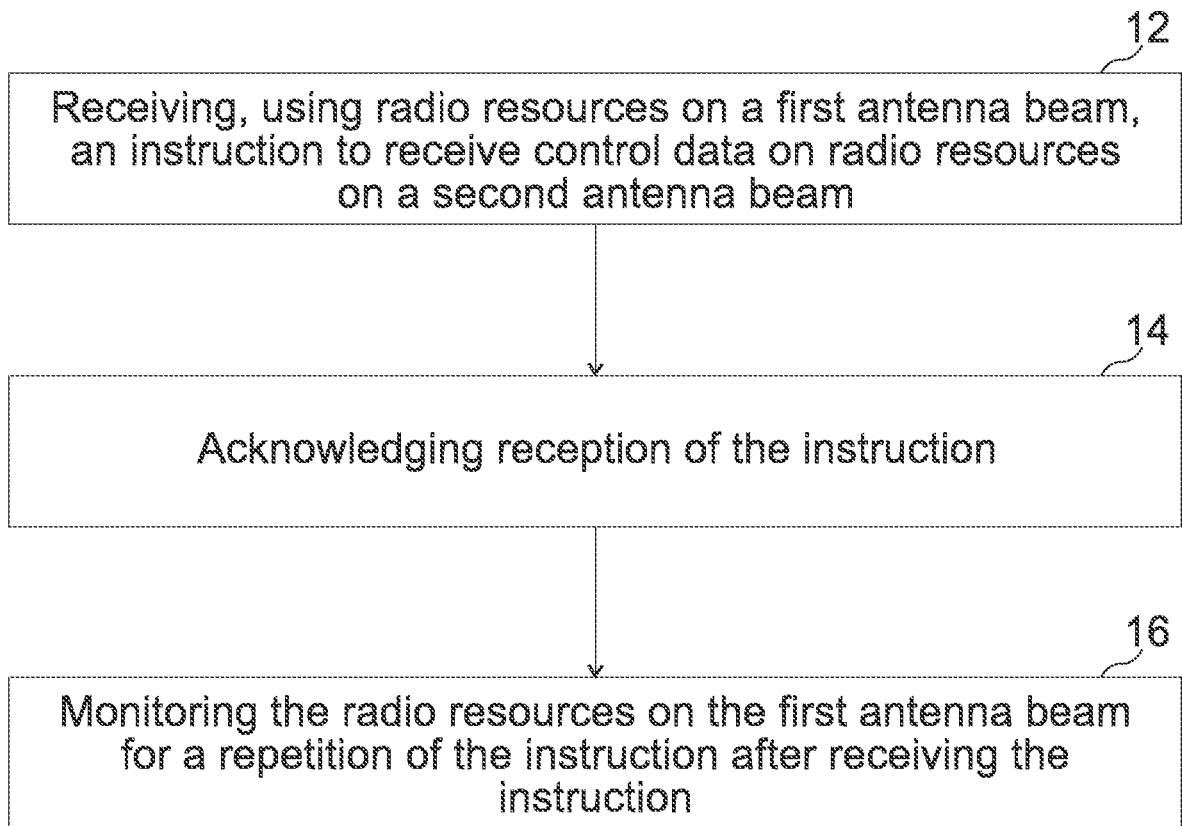 12
Receiving, using radio resources on a first antenna beam,
an instruction to receive control data on radio resources
on a second antenna beam
14
Acknowledging reception of the instruction
16
Monitoring the radio resources on the first antenna beam
for a repetition of the instruction after receiving the
instruction